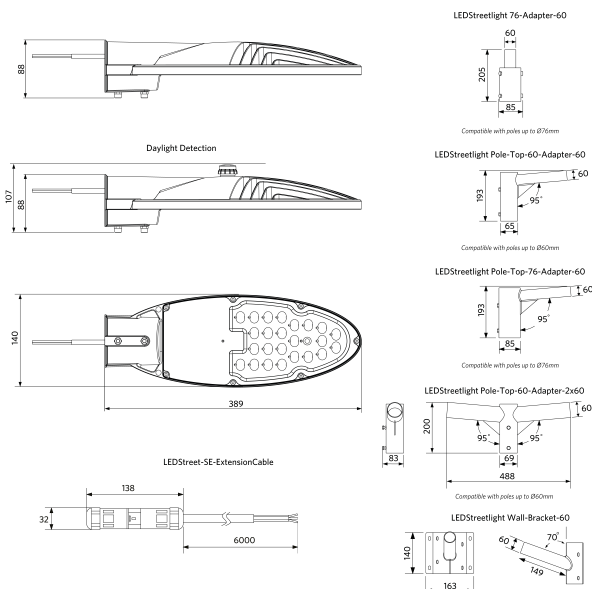 88
Daylight Detection
107
88
140
389
LEDStreet-SE-ExtensionCable
138
32
6000
LEDStreetlight 76-Adapter-60
60
205
85
Compatible with poles up to Ø76mm
LEDStreetlight Pole-Top-60-Adapter-60
193
60
95°
65
Compatible with poles up to Ø60mm
LEDStreetlight Pole-Top-76-Adapter-60
193
60
95°
85
Compatible with poles up to Ø76mm
LEDStreetlight Pole-Top-60-Adapter-2x60
200
60
95°
95°
83
69
488
Compatible with poles up to Ø60mm
LEDStreetlight Wall-Bracket-60
140
163
60
70°
149